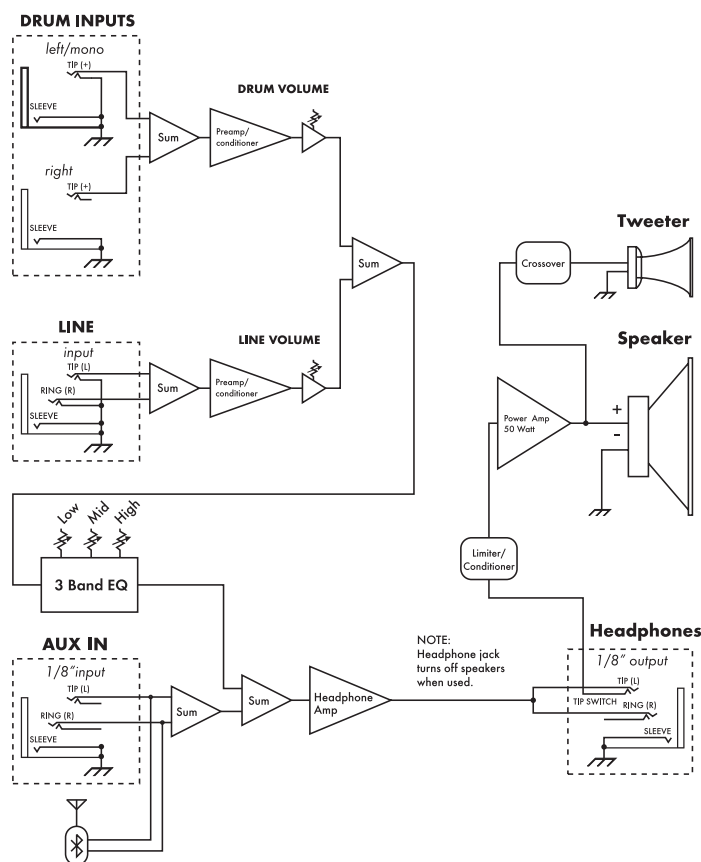 DRUM INPUTS
left/mono
TIP (+)
SLEEVE
right
TIP (+)
SLEEVE
Sum
Preamp/
conditioner
DRUM VOLUME
Sum
LINE
input
TIP (L)
RING (R)
SLEEVE
Sum
Preamp/
conditioner
LINE VOLUME
Tweeter
Crossover
Speaker
Power Amp
50 Watt
+
-
Limiter/
Conditioner
Low
Mid
High
3 Band EQ
AUX IN
1/8" input
TIP (L)
RING (R)
SLEEVE
Sum
Sum
Headphone
Amp
NOTE:
Headphone jack
turns off speakers
when used.
Headphones
1/8" output
TIP (L)
TIP SWITCH
RING (R)
SLEEVE